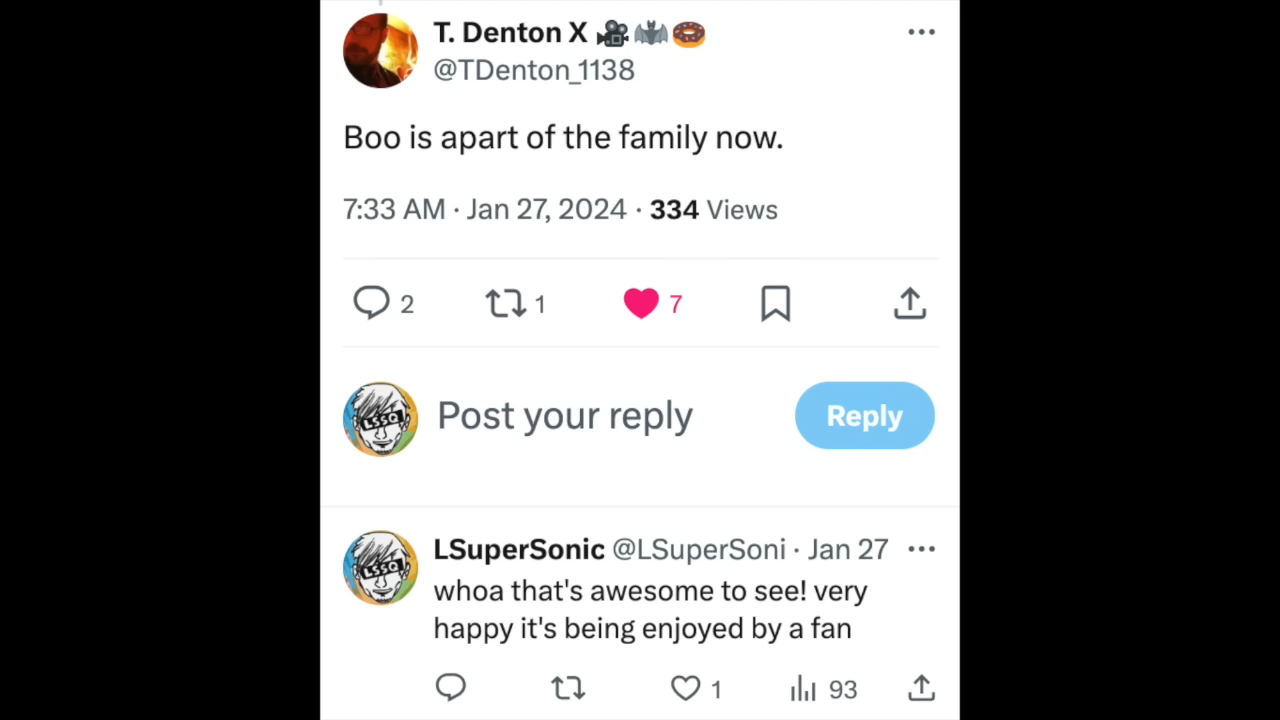 T. Denton X 🎥🦇🍩
@TDenton_1138
Boo is apart of the family now.
7:33 AM · Jan 27, 2024 · 334 Views
2 1 7
LSSQ
Post your reply
Reply
LSSQ
LSuperSonic @LSuperSoni · Jan 27
whoa that's awesome to see! very
happy it's being enjoyed by a fan
1 93